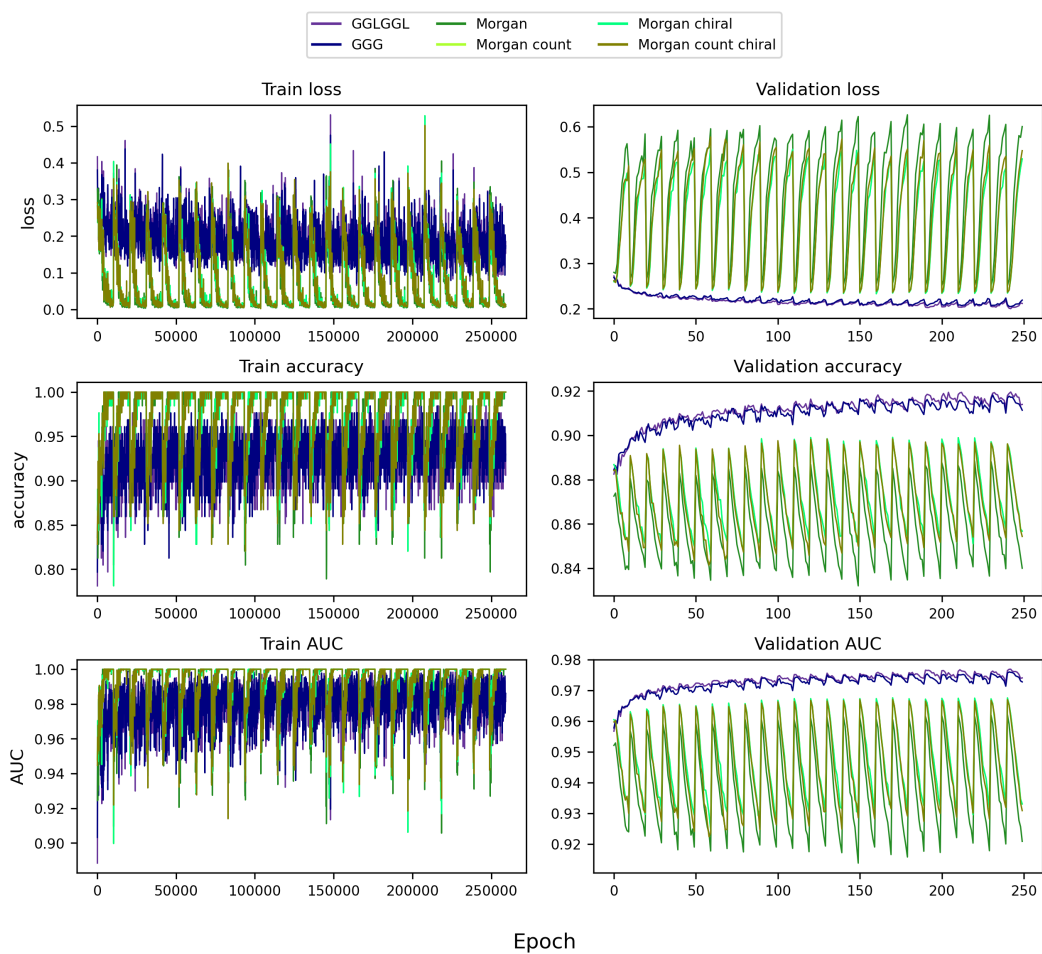 GGLGGL Morgan Morgan chiral
GGG Morgan count Morgan count chiral
Train loss Validation loss
loss
0.5
0.4
0.3
0.2
0.1
0.0
0 50000 100000 150000 200000 250000
0.6
0.5
0.4
0.3
0.2
0 50 100 150 200 250
Train accuracy Validation accuracy
accuracy
1.00
0.95
0.90
0.85
0.80
0 50000 100000 150000 200000 250000
0.92
0.90
0.88
0.86
0.84
0 50 100 150 200 250
Train AUC Validation AUC
AUC
1.00
0.98
0.96
0.94
0.92
0.90
0 50000 100000 150000 200000 250000
0.98
0.97
0.96
0.95
0.94
0.93
0.92
0 50 100 150 200 250
Epoch